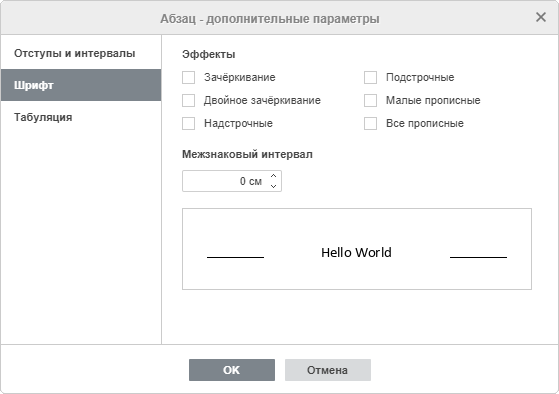 Абзац - дополнительные параметры
Отступы и интервалы
Шрифт
Табуляция
Эффекты
Зачёркивание
Подстрочные
Двойное зачёркивание
Малые прописные
Надстрочные
Все прописные
Межзнаковый интервал
0 см
Hello World
OK
Отмена